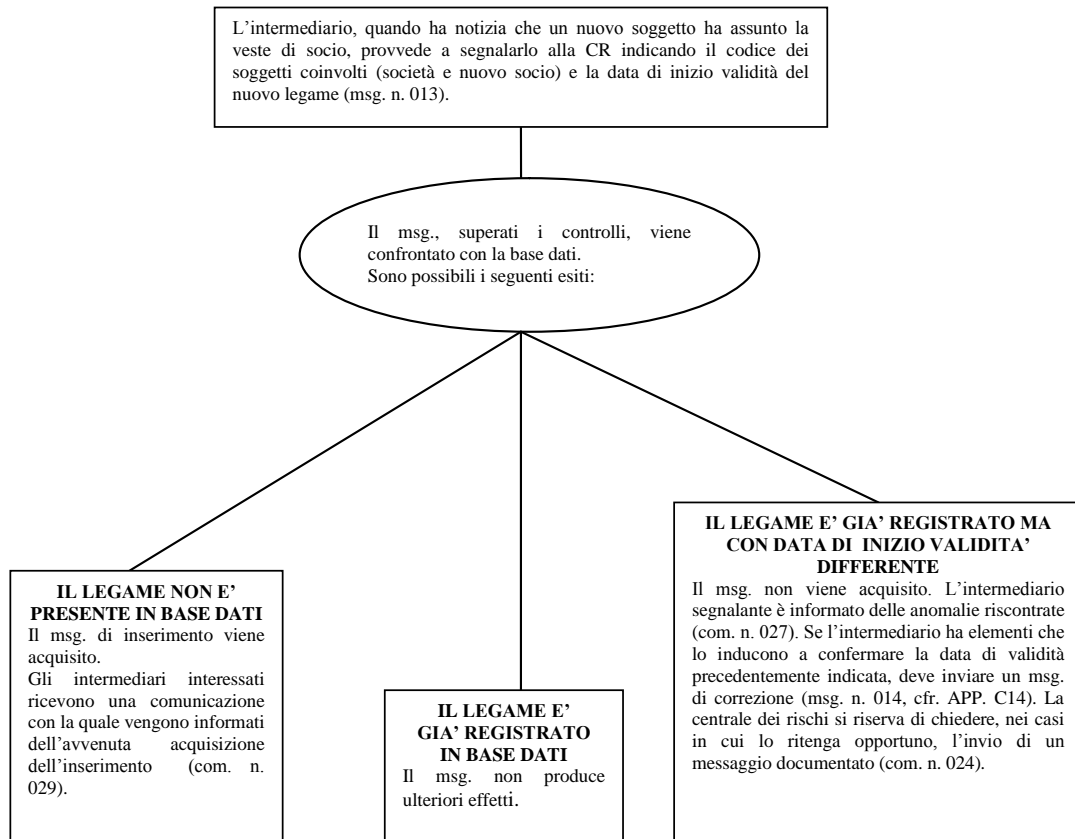 L'intermediario, quando ha notizia che un nuovo soggetto ha assunto la
veste di socio, provvede a segnalarlo alla CR indicando il codice dei
soggetti coinvolti (società e nuovo socio) e la data di inizio validità del
nuovo legame (msg. n. 013).
Il msg., superati i controlli, viene
confrontato con la base dati.
Sono possibili i seguenti esiti:
IL LEGAME NON E'
PRESENTE IN BASE DATI
Il msg. di inserimento viene
acquisito.
Gli intermediari interessati
ricevono una comunicazione
con la quale vengono informati
dell'avvenuta acquisizione
dell'inserimento (com. n.
029).
IL LEGAME E'
GIA' REGISTRATO
IN BASE DATI
Il msg. non produce
ulteriori effetti.
IL LEGAME E' GIA' REGISTRATO MA
CON DATA DI INIZIO VALIDITA'
DIFFERENTE
Il msg. non viene acquisito. L'intermediario
segnalante è informato delle anomalie riscontrate
(com. n. 027). Se l'intermediario ha elementi che
lo inducono a confermare la data di validità
precedentemente indicata, deve inviare un msg.
di correzione (msg. n. 014, cfr. APP. C14). La
centrale dei rischi si riserva di chiedere, nei casi
in cui lo ritenga opportuno, l'invio di un
messaggio documentato (com. n. 024).